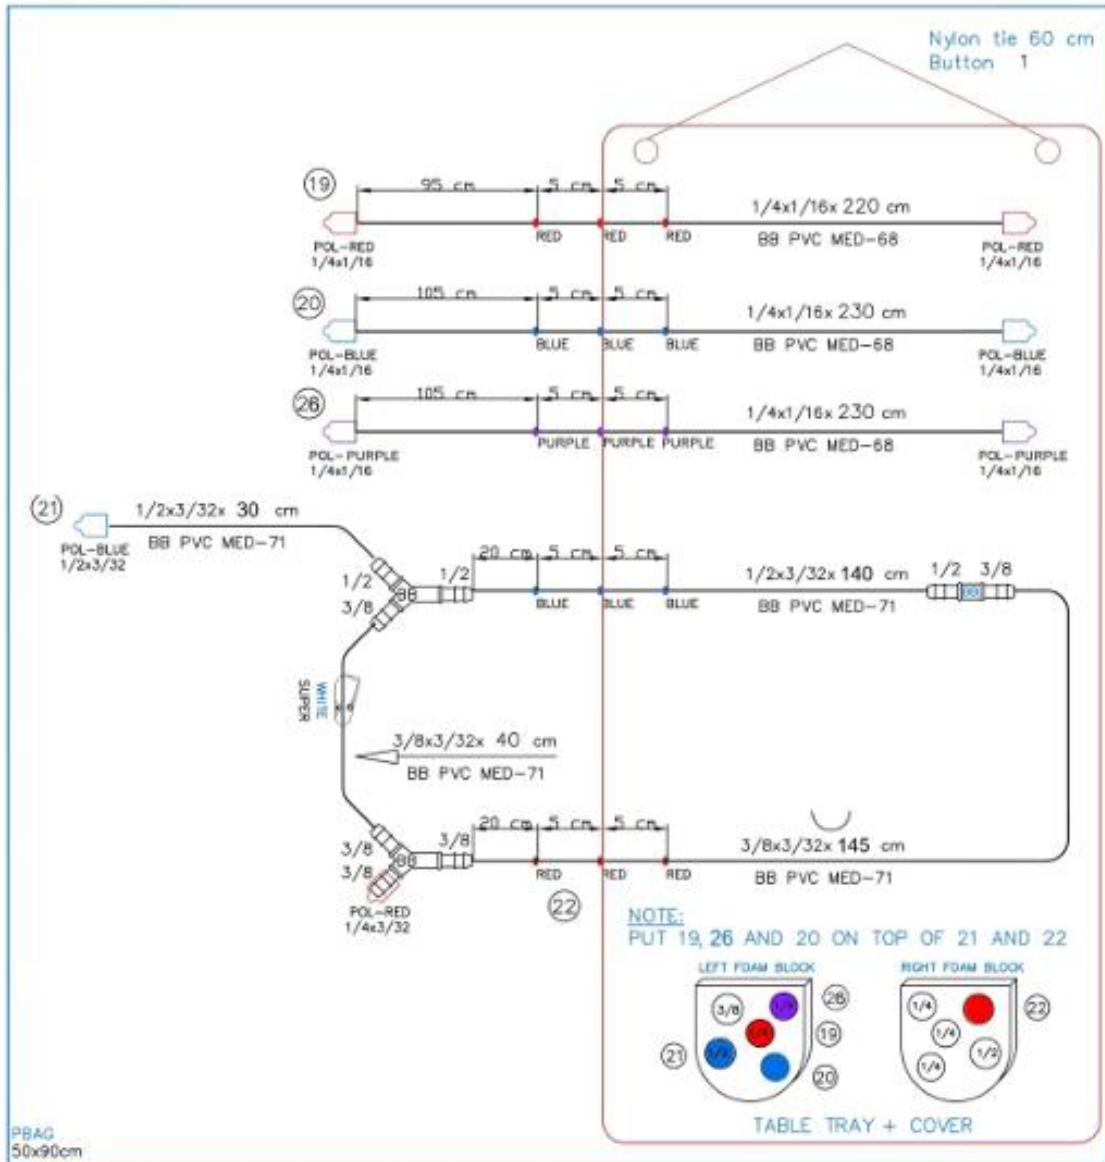 Nylon tie 60 cm
Button 1
19
95 cm
5 cm
5 cm
1/4x1/16x 220 cm
POL-RED
1/4x1/16
RED
RED
RED
BB PVC MED-68
POL-RED
1/4x1/16
20
105 cm
5 cm
5 cm
1/4x1/16x 230 cm
POL-BLUE
1/4x1/16
BLUE
BLUE
BLUE
BB PVC MED-68
POL-BLUE
1/4x1/16
26
105 cm
5 cm
5 cm
1/4x1/16x 230 cm
POL-PURPLE
1/4x1/16
PURPLE
PURPLE
PURPLE
BB PVC MED-68
POL-PURPLE
1/4x1/16
21
1/2x3/32x 30 cm
POL-BLUE
1/2x3/32
BB PVC MED-71
1/2
3/8
BB
1/2
20 cm
5 cm
5 cm
BLUE
BLUE
BLUE
1/2x3/32x 140 cm
BB PVC MED-71
1/2
3/8
WHITE
SUPER
3/8x3/32x 40 cm
BB PVC MED-71
3/8
3/8
BB
3/8
POL-RED
1/4x3/32
20 cm
5 cm
5 cm
RED
RED
RED
22
3/8x3/32x 145 cm
BB PVC MED-71
NOTE:
PUT 19, 26 AND 20 ON TOP OF 21 AND 22
LEFT FOAM BLOCK
3/8
1/4
26
1/4
19
21
1/2
20
RIGHT FOAM BLOCK
1/4
22
1/4
1/2
1/4
TABLE TRAY + COVER
PBAG
50x90cm